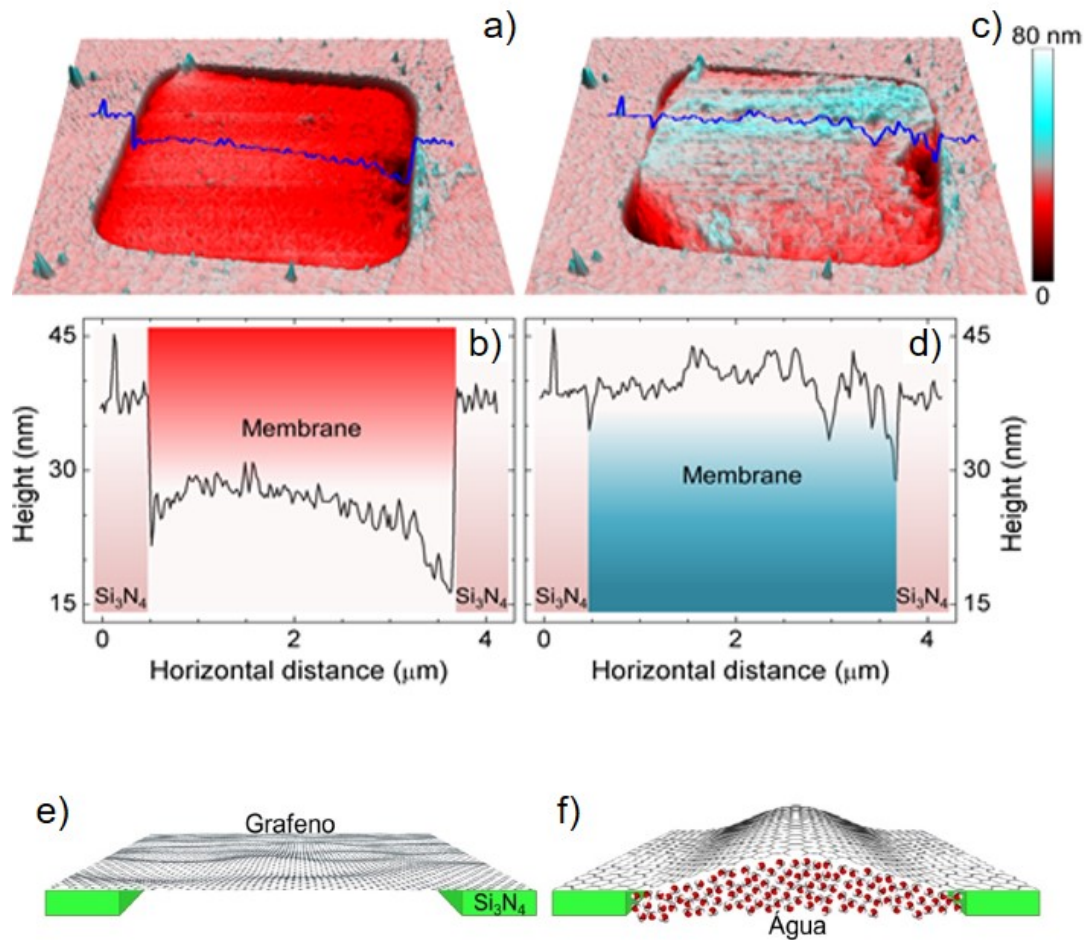 a)
c)
80 nm
0
b)
d)
45
30
15
Height (nm)
Membrane
Si₃N₄
Si₃N₄
0
2
4
Horizontal distance (μm)
Membrane
Si₃N₄
Si₃N₄
45
30
15
Height (nm)
0
2
4
Horizontal distance (μm)
e)
Grafeno
Si₃N₄
f)
Água